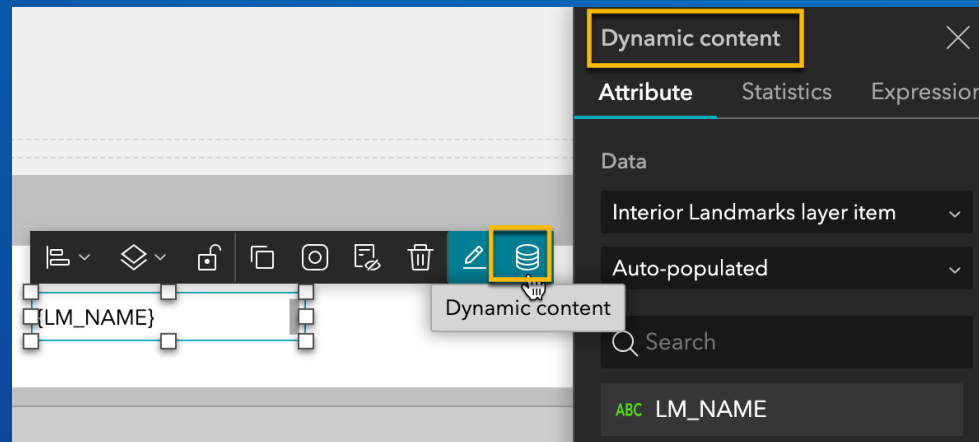 Dynamic content
Attribute Statistics Expression
Data
Interior Landmarks layer item
Auto-populated
Search
ABC LM_NAME
{LM_NAME}
Dynamic content